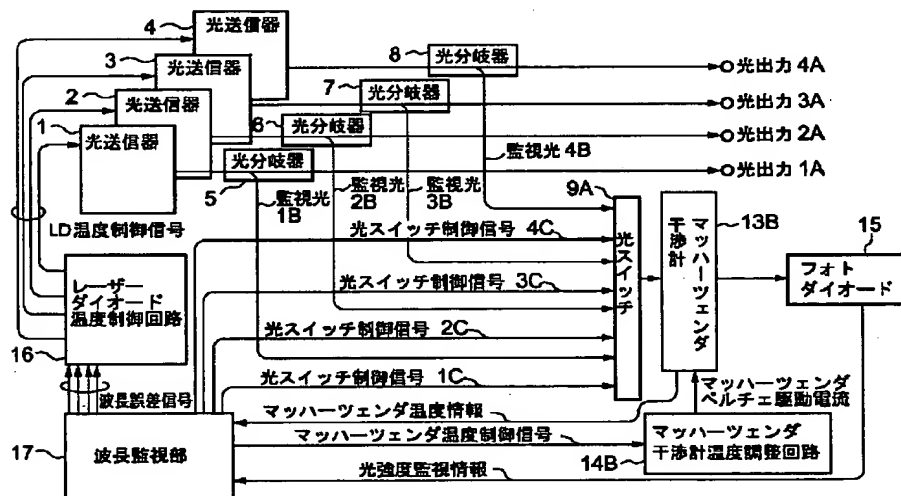 4
光送信器
3
光送信器
2
光送信器
1
光送信器
8
光分岐器
7
光分岐器
6
光分岐器
光分岐器
5
光出力 4A
光出力 3A
光出力 2A
光出力 1A
監視光 4B
監視光
1B
監視光
2B
監視光
3B
9A
光スイッチ
マッハーツェンダ
干渉計
13B
15
フォト
ダイオード
LD温度制御信号
光スイッチ制御信号 4C
光スイッチ制御信号 3C
光スイッチ制御信号 2C
光スイッチ制御信号 1C
レーザー
ダイオード
温度制御回路
16
波長誤差信号
マッハーツェンダ温度情報
マッハーツェンダ
ペルチェ駆動電流
17
波長監視部
マッハーツェンダ温度制御信号
マッハーツェンダ
干渉計温度調整回路
14B
光強度監視情報